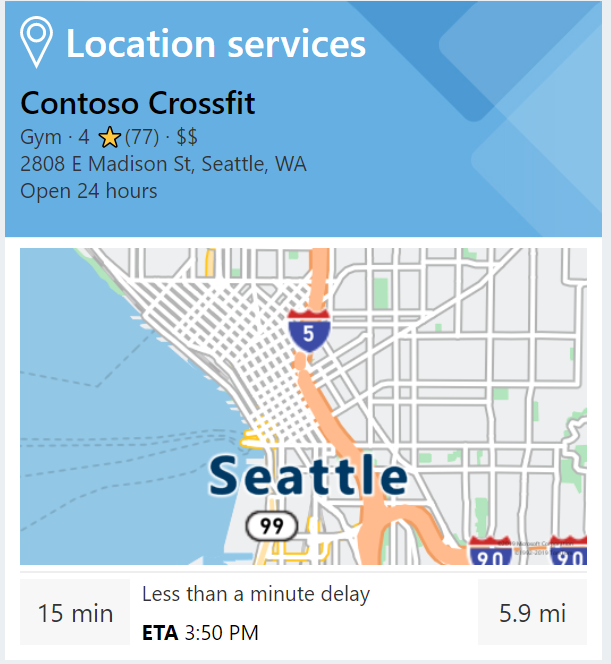 Location services
Contoso Crossfit
Gym · 4 ⭐(77) · $$
2808 E Madison St, Seattle, WA
Open 24 hours
5
Seattle
99
90
90
15 min
Less than a minute delay
ETA 3:50 PM
5.9 mi